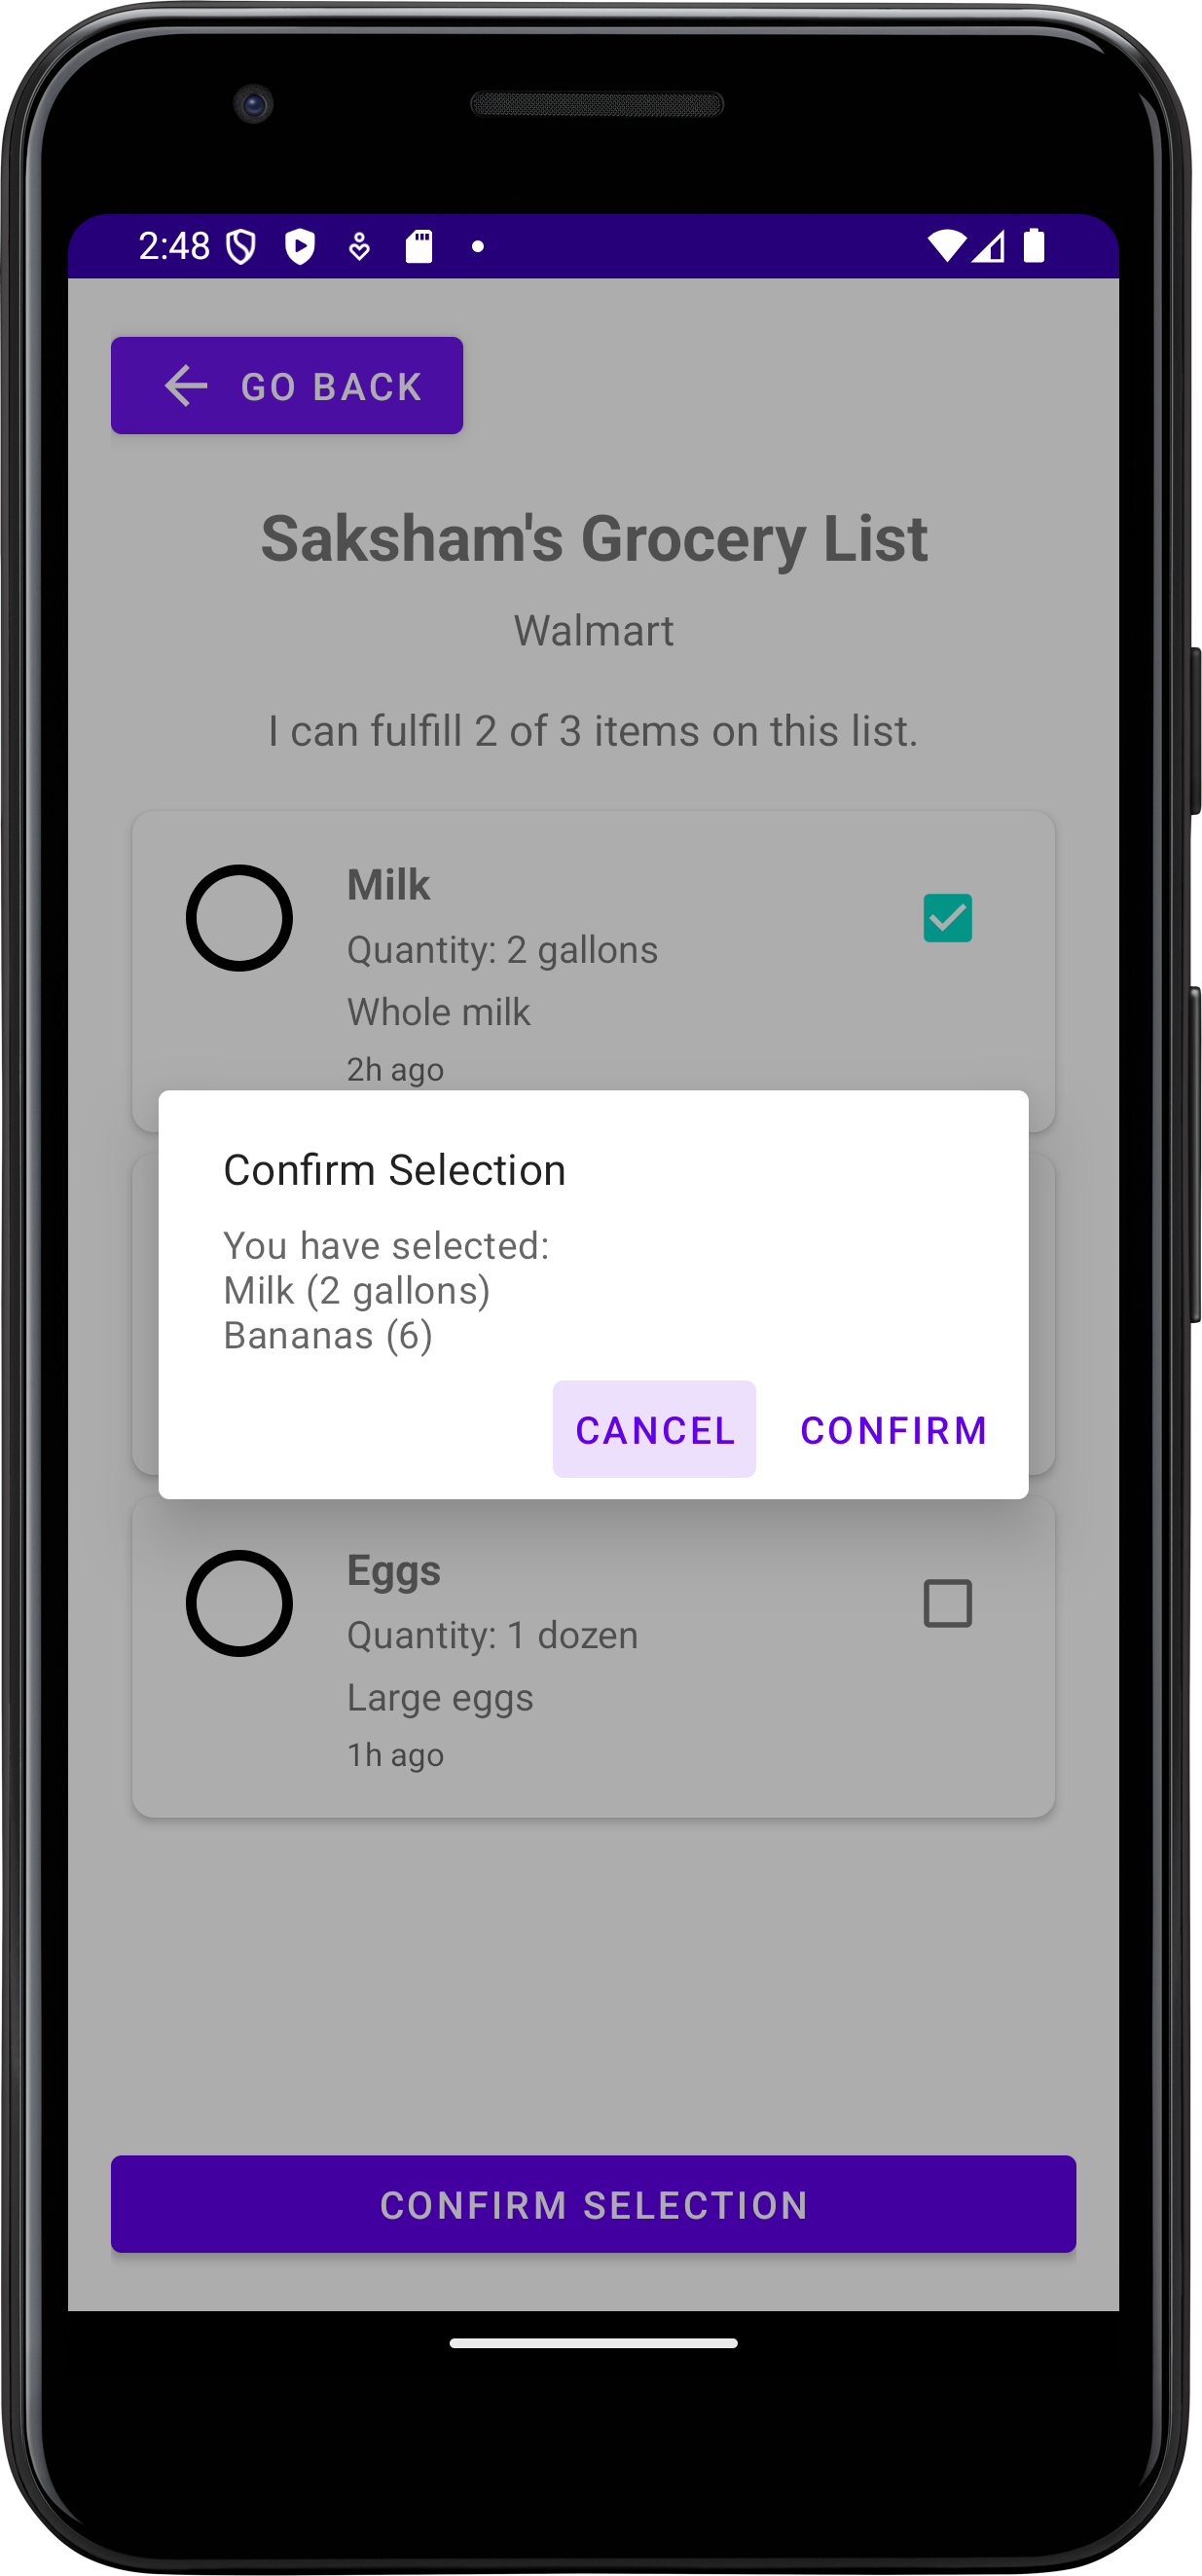 2:48
GO BACK
Saksham's Grocery List
Walmart
I can fulfill 2 of 3 items on this list.
Milk
Quantity: 2 gallons
Whole milk
2h ago
Confirm Selection
You have selected:
Milk (2 gallons)
Bananas (6)
CANCEL CONFIRM
Eggs
Quantity: 1 dozen
Large eggs
1h ago
CONFIRM SELECTION